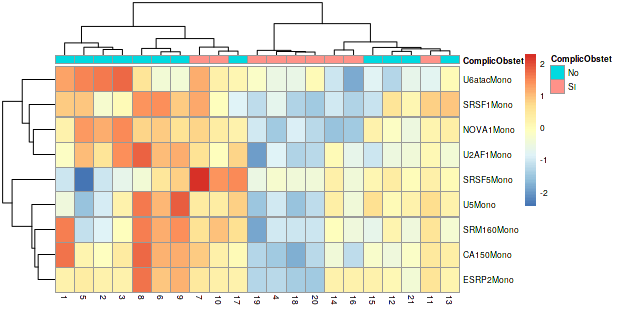 ComplicObstet
U6atacMono
SRSF1Mono
NOVA1Mono
U2AF1Mono
SRSF5Mono
U5Mono
SRM160Mono
CA150Mono
ESRP2Mono
1 5 2 3 8 6 9 7 10 17 19 4 18 20 14 16 15 12 21 11 13
2
1
0
-1
-2
ComplicObstet
No
SI